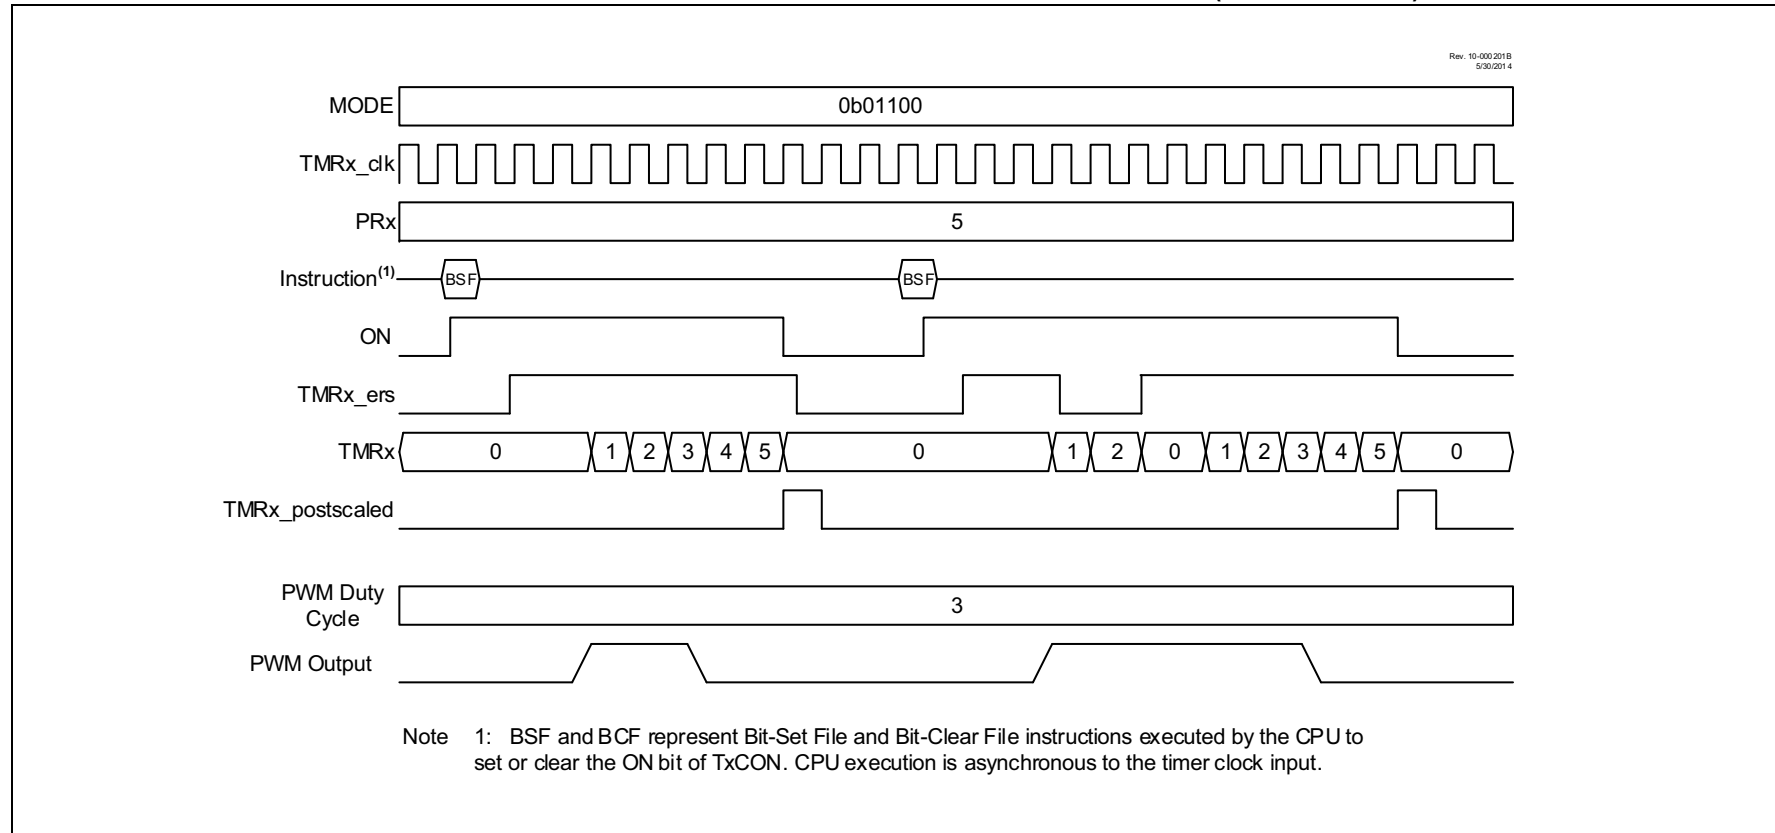 Rev. 10-000201B
5/30/2014
MODE 0b01100
TMRx_clk
PRx 5
Instruction(1) BSF BSF
ON
TMRx_ers
TMRx 0 1 2 3 4 5 0 1 2 0 1 2 3 4 5 0
TMRx_postscaled
PWM Duty
Cycle 3
PWM Output
Note 1: BSF and BCF represent Bit-Set File and Bit-Clear File instructions executed by the CPU to
set or clear the ON bit of TxCON. CPU execution is asynchronous to the timer clock input.